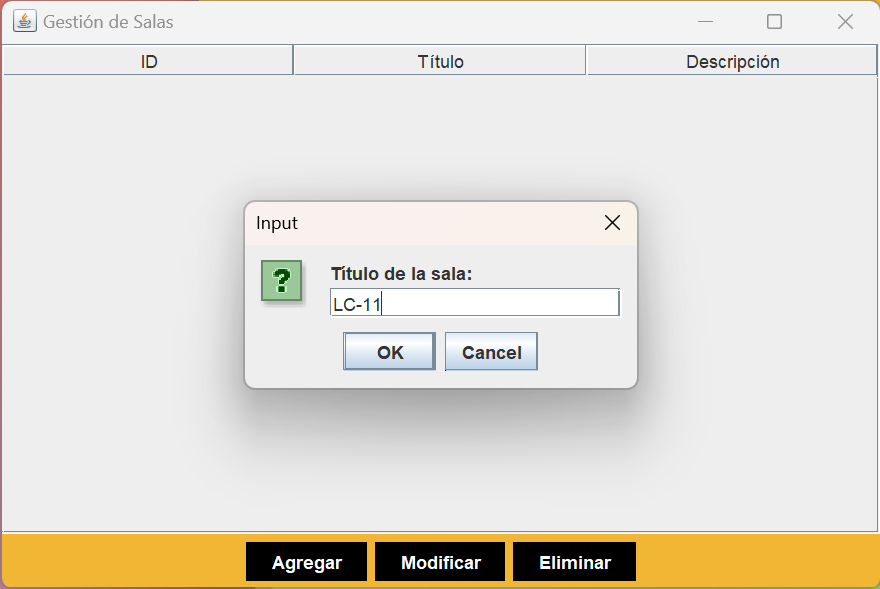 Gestión de Salas
ID Título Descripción
Input
?
Título de la sala:
LC-11
OK Cancel
Agregar Modificar Eliminar